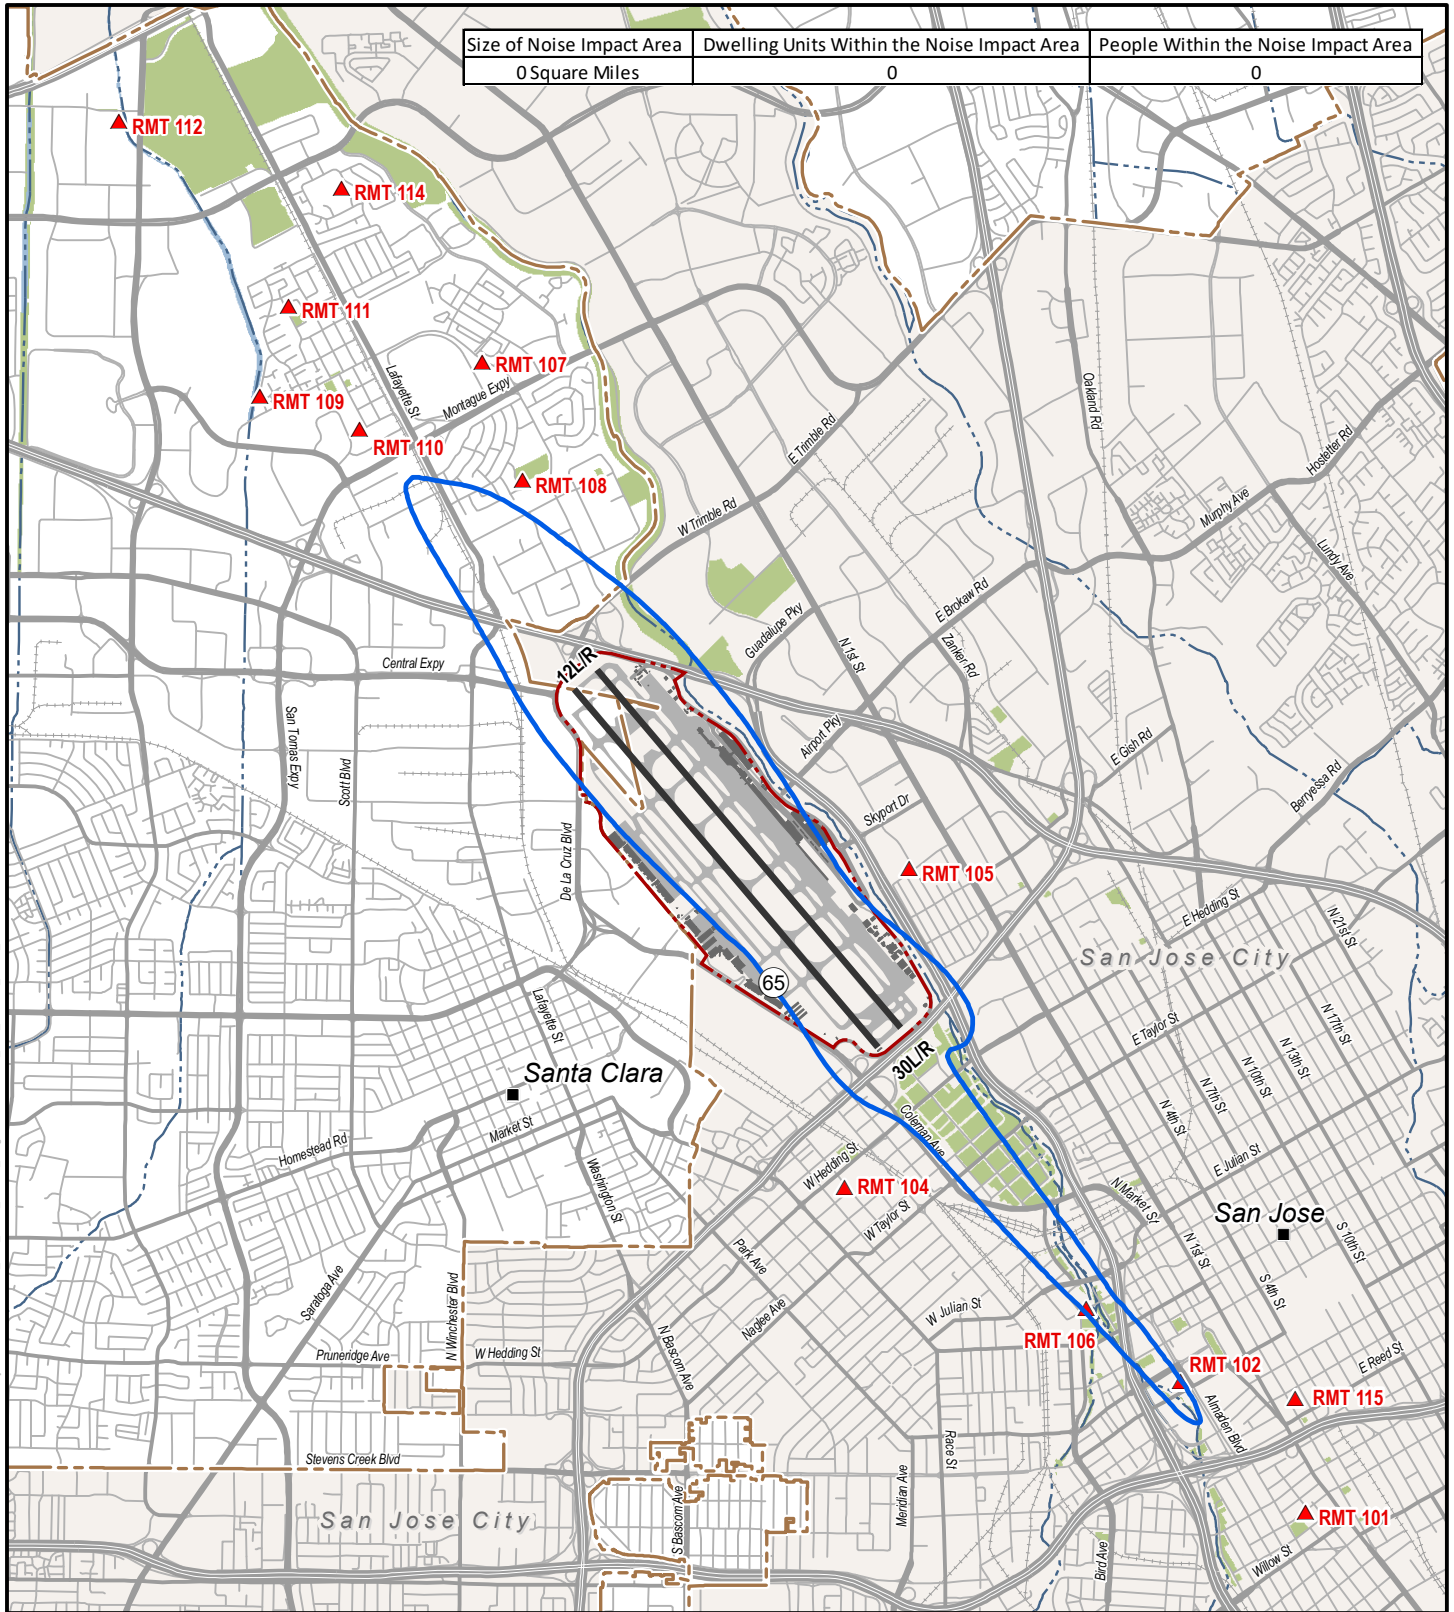 Size of Noise Impact Area Dwelling Units Within the Noise Impact Area People Within the Noise Impact Area
0 Square Miles 0 0
RMT 112
RMT 114
RMT 111
RMT 107
Lafayette St
Montague Expy
RMT 109
RMT 110
RMT 108
Oakland Rd
E Trimble Rd
Hostetter Rd
W Trimble Rd
Murphy Ave
Lundy Ave
E Brokaw Rd
Guadalupe Pky
N 1st St
Zanker Rd
Central Expy
12L/R
San Tomas Expy
Scott Blvd
Airport Pky
E Gish Rd
Berryessa Rd
Skyport Dr
De La Cruz Blvd
RMT 105
E Hedding St
N 21st St
San Jose City
65
Lafayette St
N 17th St
E Taylor St
N 13th St
30L/R
Santa Clara
N 10th St
N 7th St
N 4th St
Coleman Ave
Market St
Homestead Rd
W Hedding St
E Julian St
Washington St
RMT 104
N Market St
W Taylor St
San Jose
S 10th St
N 1st St
Park Ave
Saratoga Ave
N Winchester Blvd
S 4th St
W Julian St
Naglee Ave
RMT 106
N Bascom Ave
Pruneridge Ave
W Hedding St
E Reed St
RMT 102
RMT 115
Almaden Blvd
Stevens Creek Blvd
Race St
Meridian Ave
S Bascom Ave
San Jose City
RMT 101
Willow St
Bird Ave